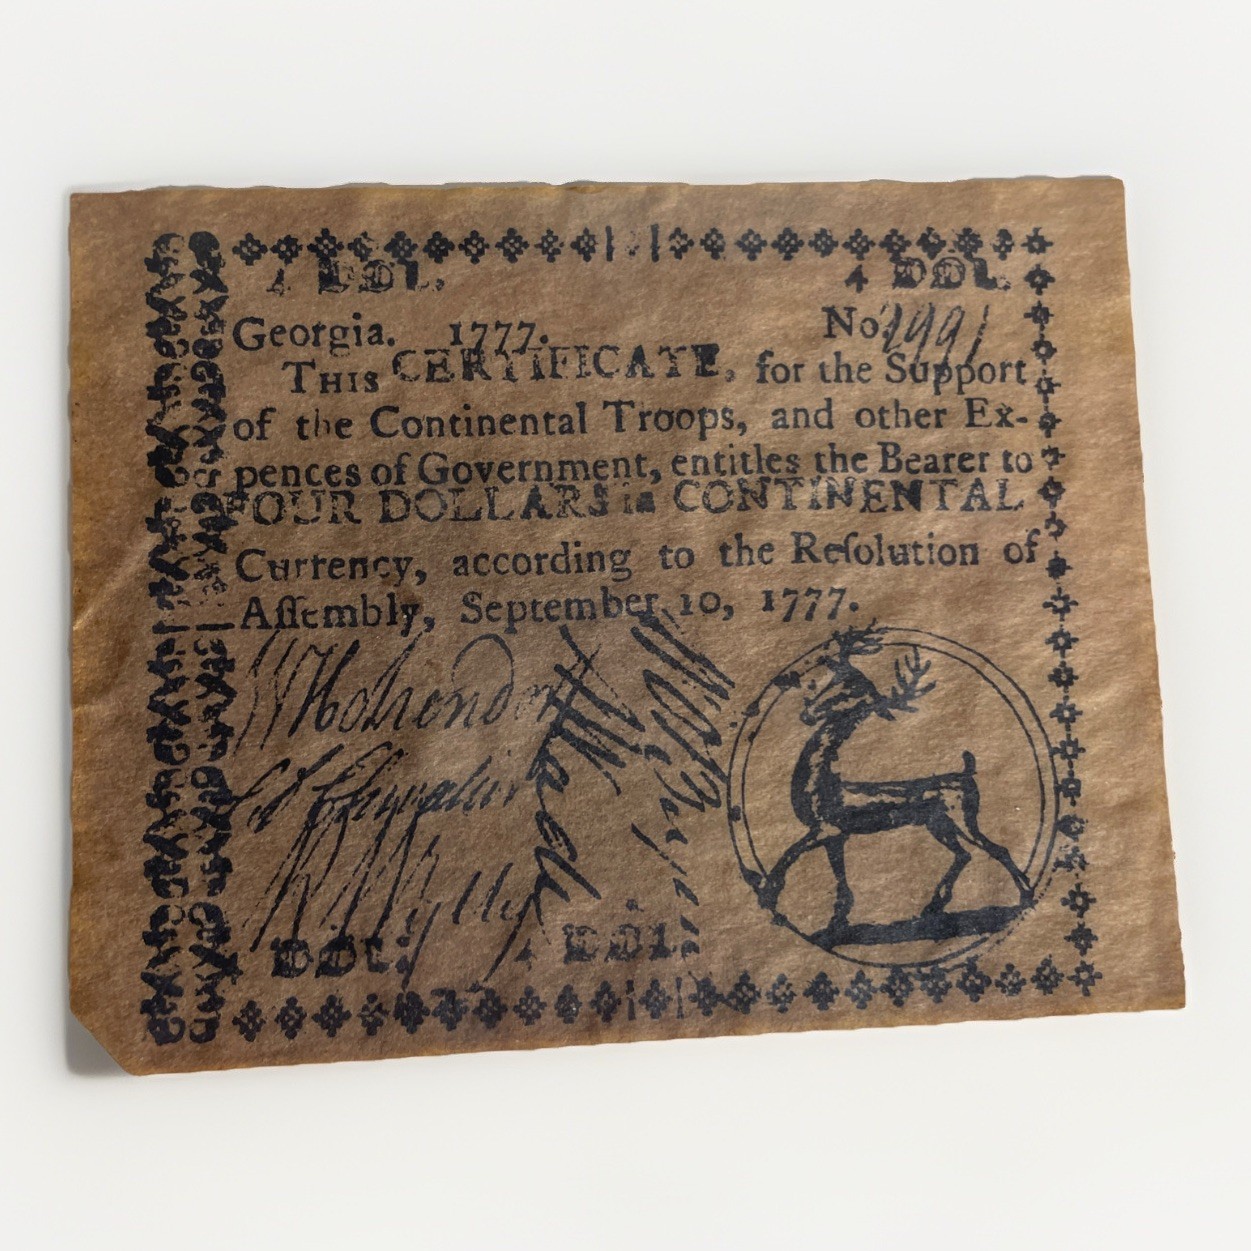 4 DOL. 4 DOL.
Georgia. 1777. No 2991
THIS CERTIFICATE, for the Support
of the Continental Troops, and other Ex-
pences of Government, entitles the Bearer to
FOUR DOLLARS in CONTINENTAL
Currency, according to the Reſolution of
Aſſembly, September 10, 1777.
DOL. 4 DOL.